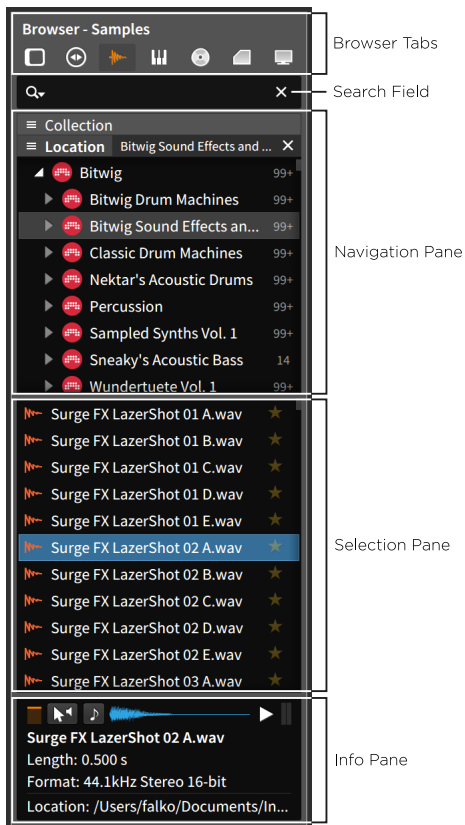 Browser - Samples
Browser Tabs
Search Field
Collection
Location Bitwig Sound Effects and ...
Bitwig 99+
Bitwig Drum Machines 99+
Bitwig Sound Effects an... 99+
Classic Drum Machines 99+
Navigation Pane
Nektar's Acoustic Drums 99+
Percussion 99+
Sampled Synths Vol. 1 99+
Sneaky's Acoustic Bass 14
Wundertuete Vol. 1 99+
Surge FX LazerShot 01 A.wav
Surge FX LazerShot 01 B.wav
Surge FX LazerShot 01 C.wav
Surge FX LazerShot 01 D.wav
Surge FX LazerShot 01 E.wav
Surge FX LazerShot 02 A.wav
Selection Pane
Surge FX LazerShot 02 B.wav
Surge FX LazerShot 02 C.wav
Surge FX LazerShot 02 D.wav
Surge FX LazerShot 02 E.wav
Surge FX LazerShot 03 A.wav
Surge FX LazerShot 02 A.wav
Length: 0.500 s
Info Pane
Format: 44.1kHz Stereo 16-bit
Location: /Users/falko/Documents/In...